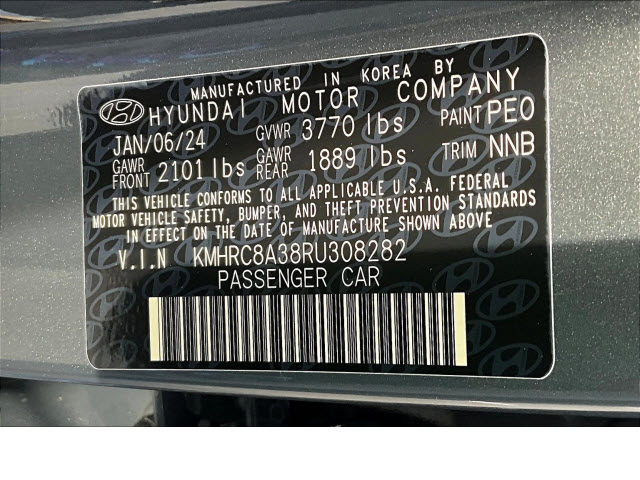 MANUFACTURED IN KOREA BY
HYUNDAI MOTOR COMPANY
JAN/06/24 GVWR 3770 lbs PAINT PE0
GAWR FRONT 2101 lbs GAWR REAR 1889 lbs TRIM NNB
THIS VEHICLE CONFORMS TO ALL APPLICABLE U.S.A. FEDERAL
MOTOR VEHICLE SAFETY, BUMPER, AND THEFT PREVENTION STANDARDS
IN EFFECT ON THE DATE OF MANUFACTURE SHOWN ABOVE
V.I.N KMHRC8A38RU308282
PASSENGER CAR